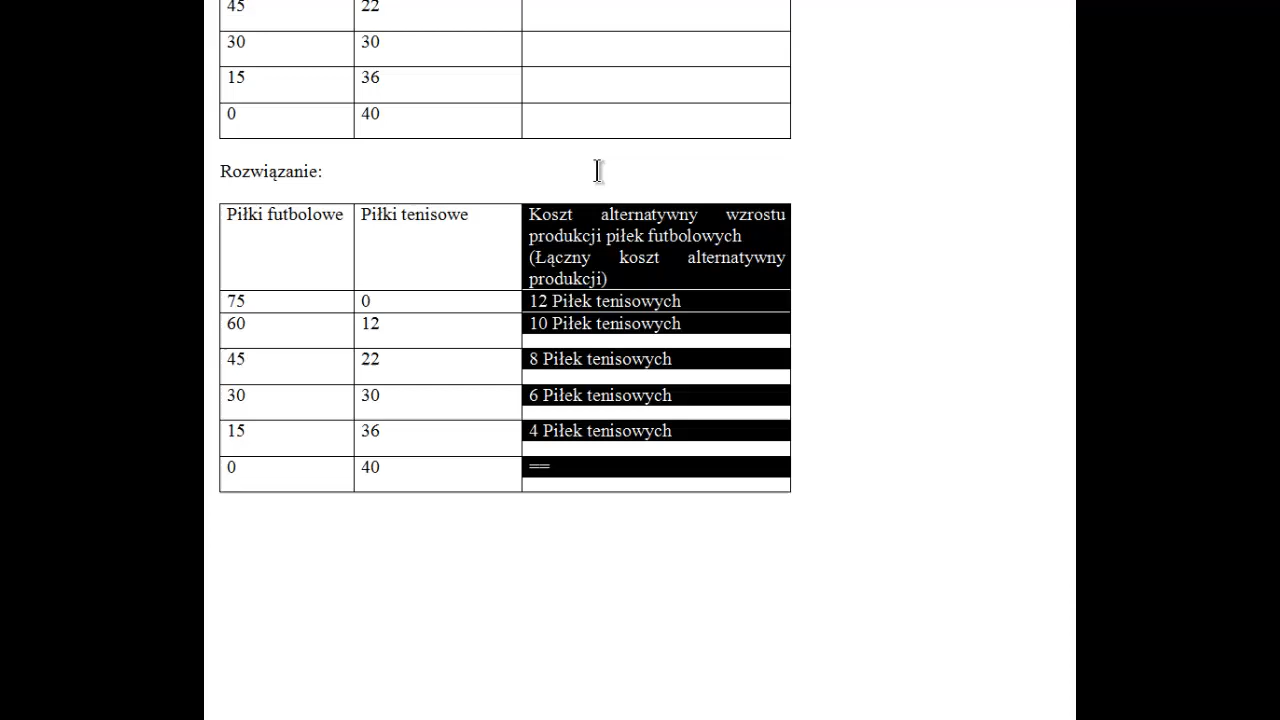 45 22
30 30
15 36
0 40
Rozwiązanie:
Piłki futbolowe Piłki tenisowe Koszt alternatywny wzrostu
produkcji piłek futbolowych
(Łączny koszt alternatywny
produkcji)
75 0 12 Piłek tenisowych
60 12 10 Piłek tenisowych
45 22 8 Piłek tenisowych
30 30 6 Piłek tenisowych
15 36 4 Piłek tenisowych
0 40 ==